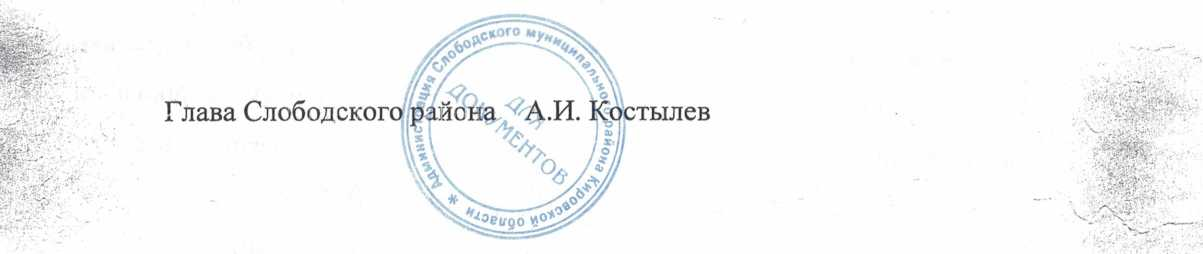 Глава Слободского района А.И. Костылев
Администрация Слободского муниципального района Кировской области *
ДЛЯ
ДОКУМЕНТОВ